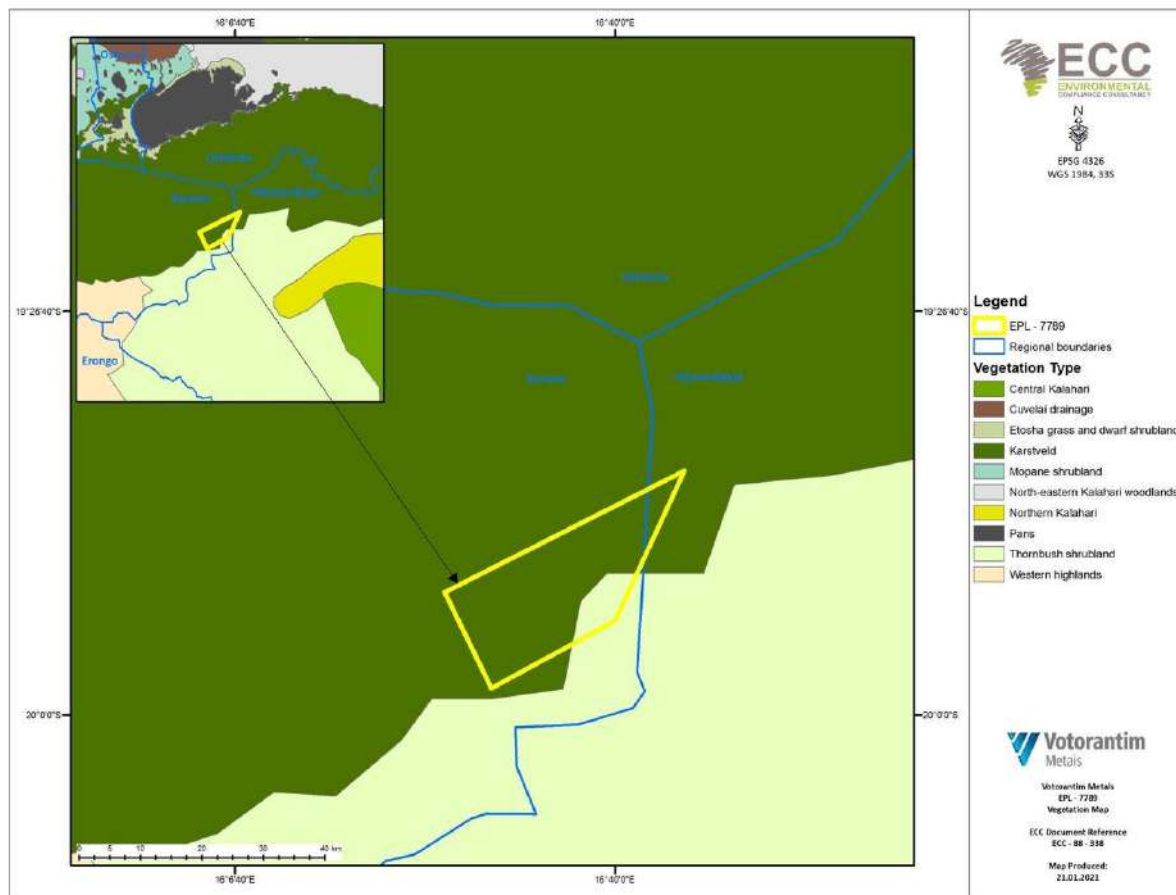 16°6'40"E
16°40'0"E
Erongo
19°26'40"S
19°26'40"S
20°0'0"S
20°0'0"S
0 5 10 20 30 40 km
16°6'40"E
16°40'0"E
ECC
ENVIRONMENTAL
COMPLIANCE CONSULTANCY
N
EPSG 4326
WGS 1984, 33S
Legend
EPL - 7789
Regional boundaries
Vegetation Type
Central Kalahari
Cuvelai drainage
Etosha grass and dwarf shrubland
Karstveld
Mopane shrubland
North-eastern Kalahari woodlands
Northern Kalahari
Pans
Thornbush shrubland
Western highlands
Votorantim
Metais
Votorantim Metals
EPL - 7789
Vegetation Map
ECC Document Reference
ECC - 88 - 338
Map Produced:
21.01.2021